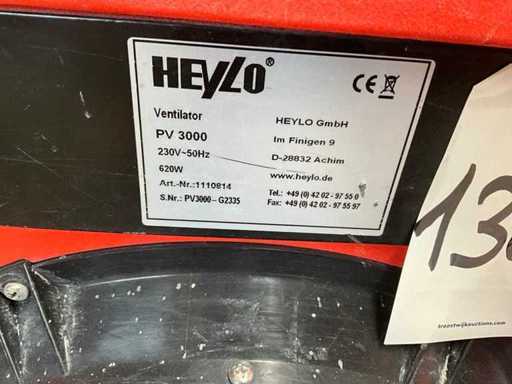 HEYLO®
CE
Ventilator
PV 3000
230V~50Hz
620W
Art.-Nr.:1110814
S.Nr.: PV3000-G2335
HEYLO GmbH
Im Finigen 9
D-28832 Achim
www.heylo.de
Tel.: +49 (0) 42 02 - 97 55 0
Fax: +49 (0) 42 02 - 97 55 97
troostwijkauctions.com